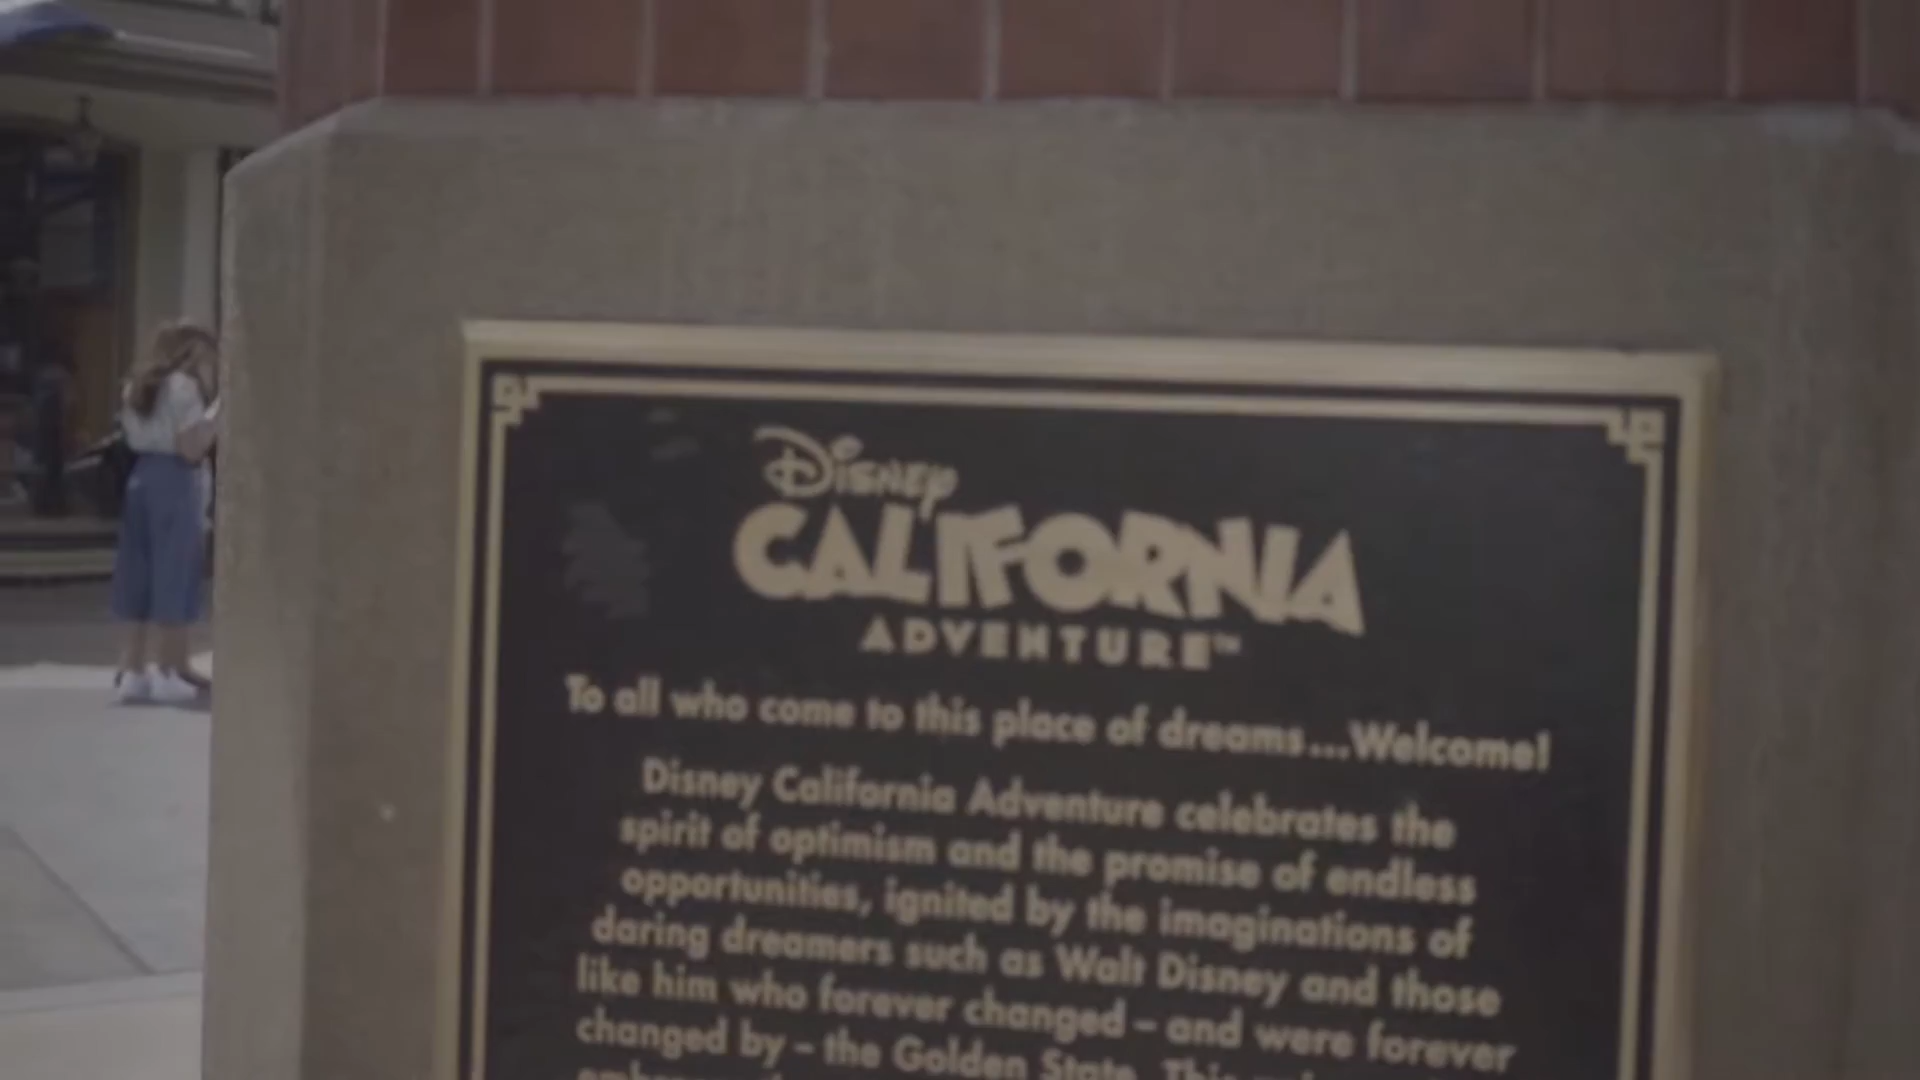 Disney
CALIFORNIA
ADVENTURE™
To all who come to this place of dreams...Welcome!
Disney California Adventure celebrates the
spirit of optimism and the promise of endless
opportunities, ignited by the imaginations of
daring dreamers such as Walt Disney and those
like him who forever changed – and were forever
changed by – the Golden State. This